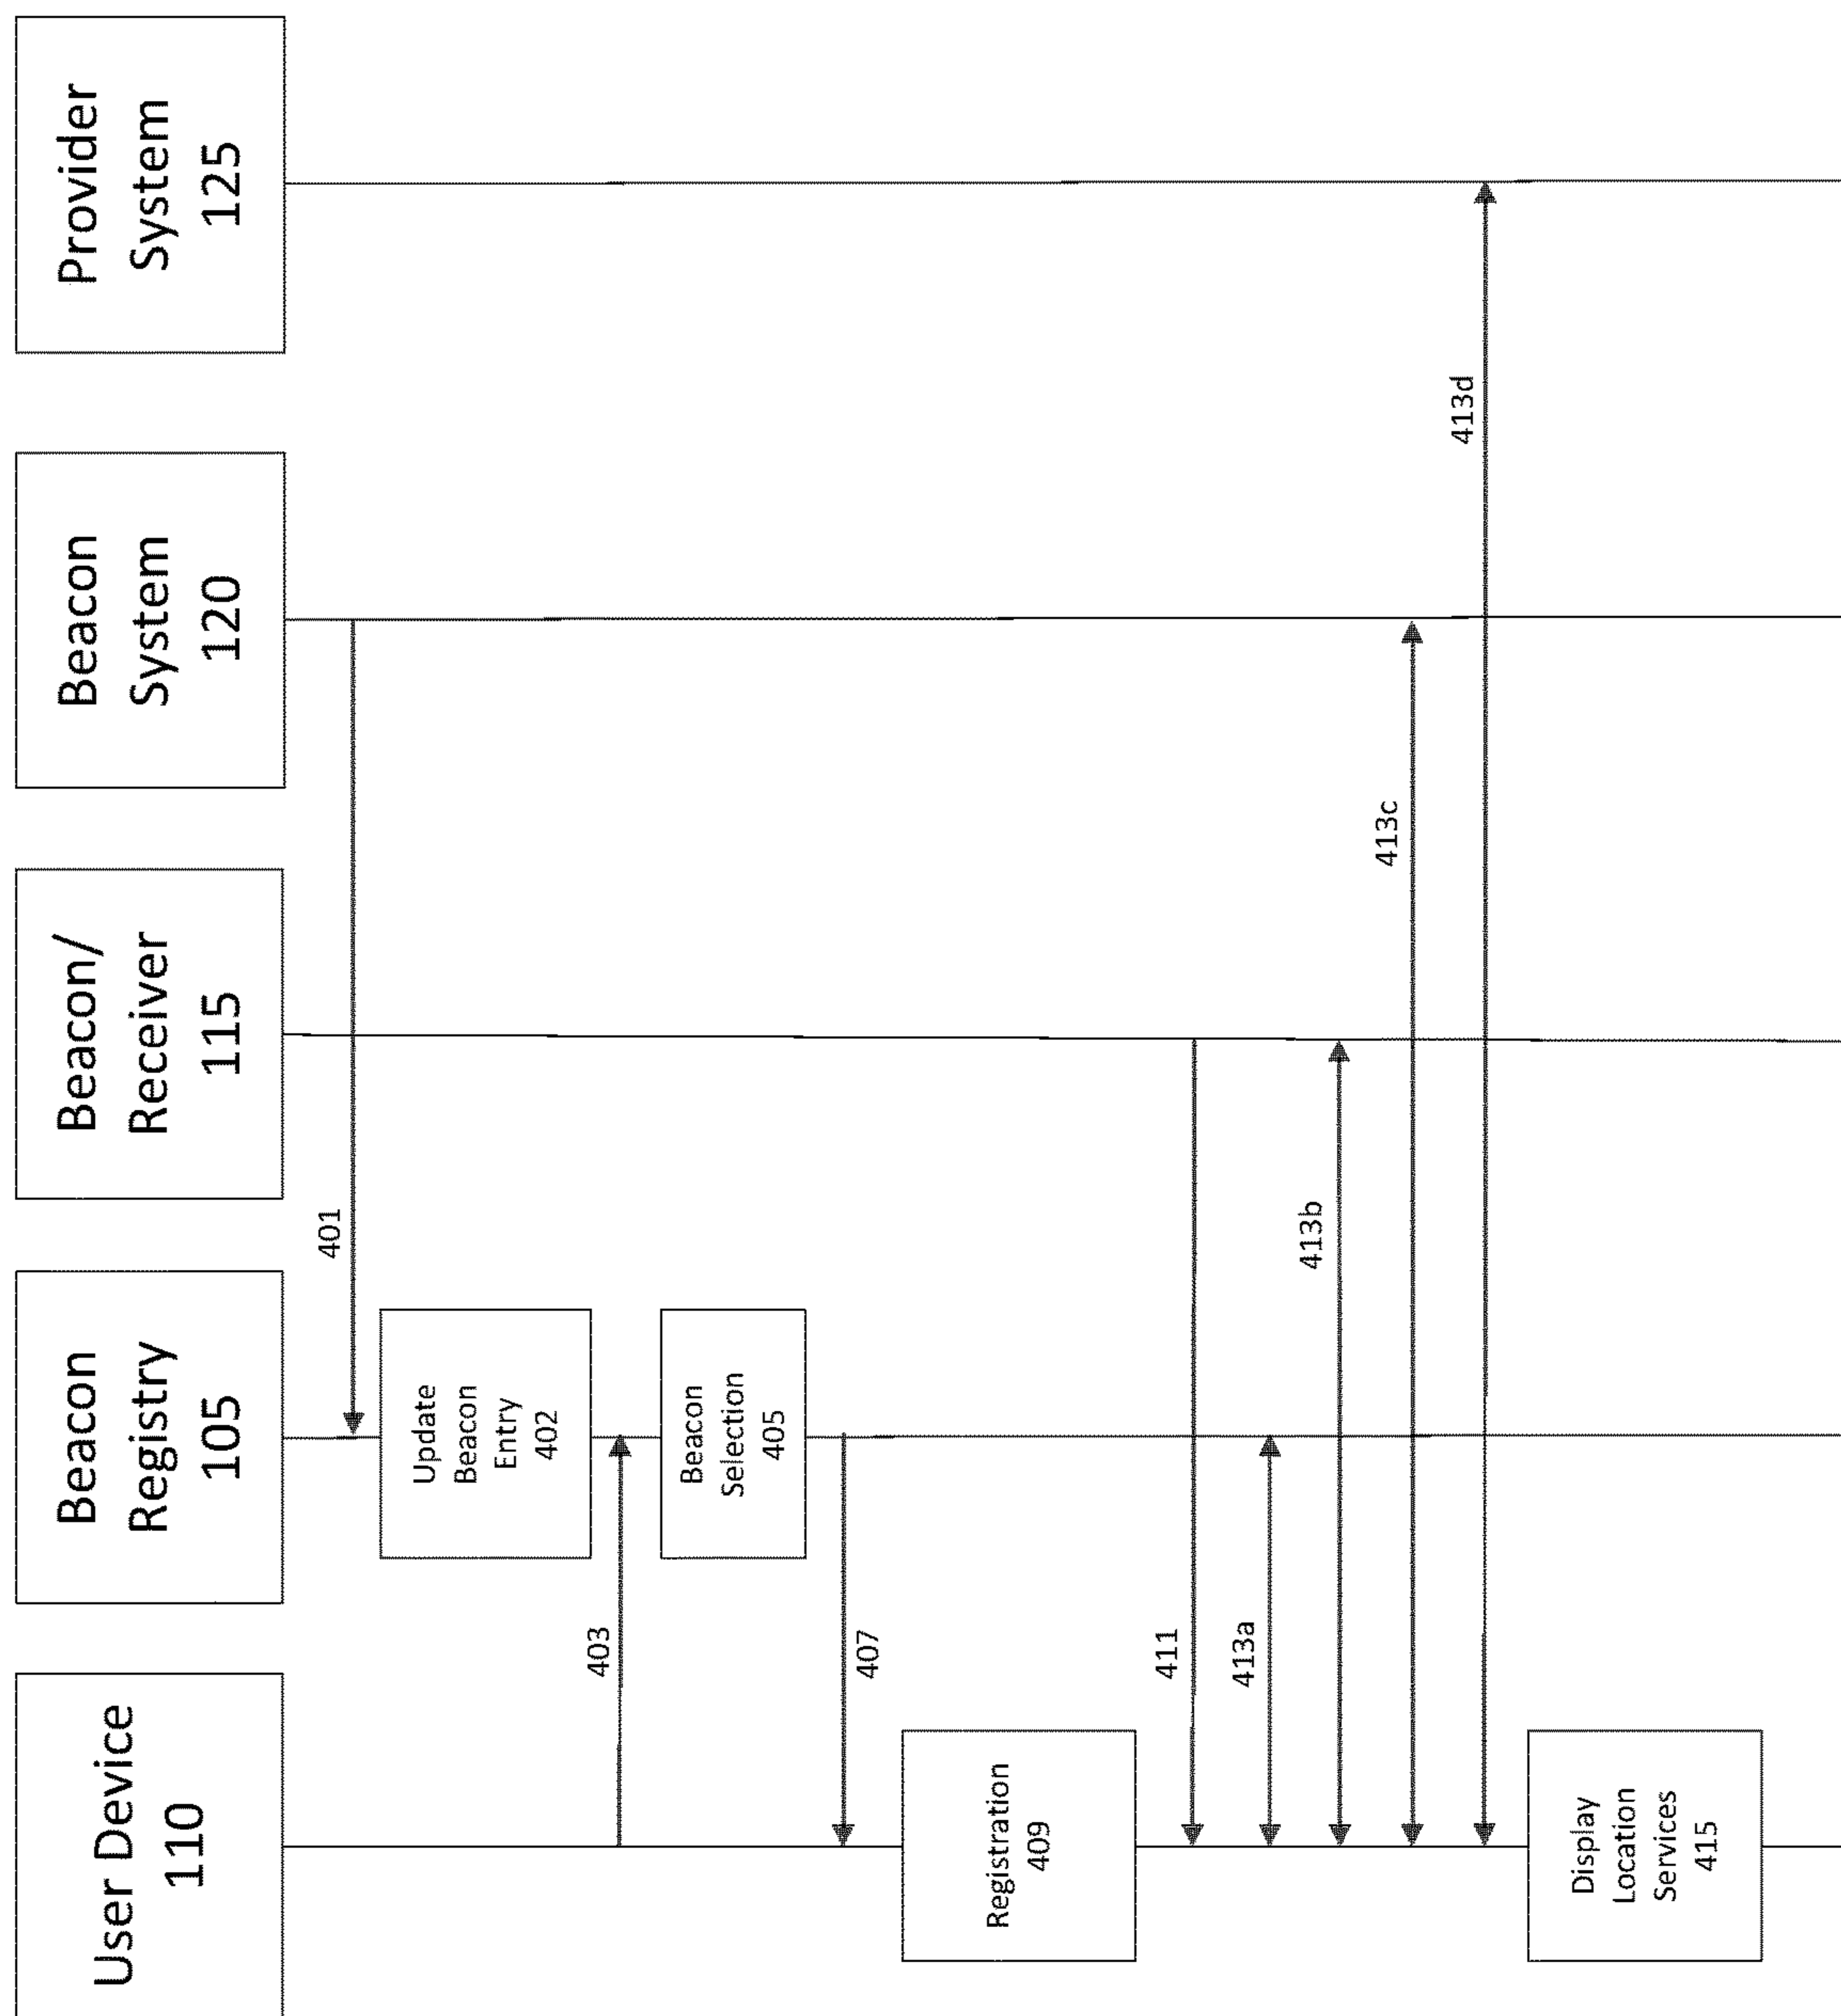 User Device
110
Beacon
Registry
105
Beacon/
Receiver
115
Beacon
System
120
Provider
System
125
401
Update
Beacon
Entry
402
403
Beacon
Selection
405
407
Registration
409
411
413a
413b
413c
413d
Display
Location
Services
415